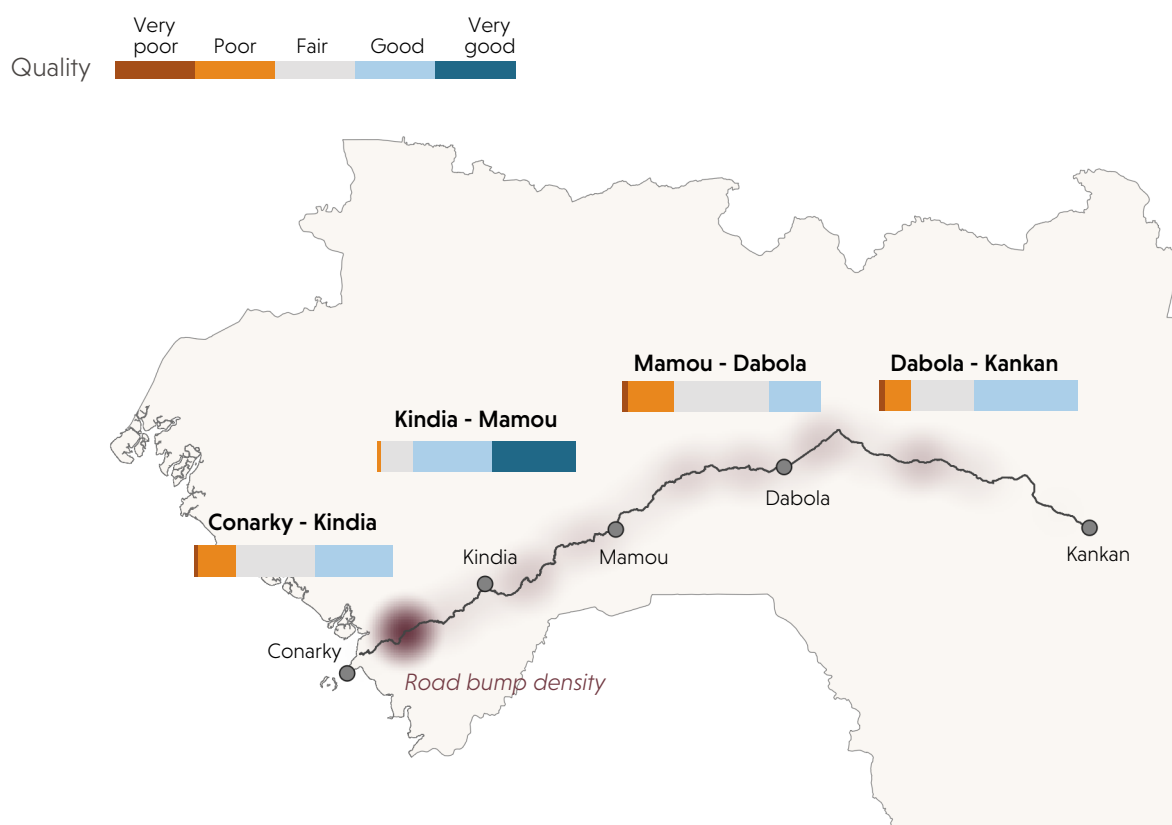 Very
poor
Poor
Fair
Good
Very
good
Quality
Mamou - Dabola
Dabola - Kankan
Kindia - Mamou
Dabola
Conarky - Kindia
Kindia
Mamou
Kankan
Conarky
Road bump density